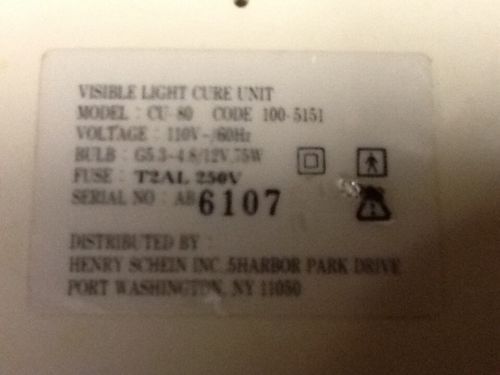 VISIBLE LIGHT CURE UNIT
MODEL : CU-80 CODE 100-5151
VOLTAGE : 110V~/60Hz
BULB : G5.3-4.8/12V,75W
FUSE : T2AL 250V
SERIAL NO : AB 6107
DISTRIBUTED BY :
HENRY SCHEIN INC.5HARBOR PARK DRIVE
PORT WASHINGTON, NY 11050